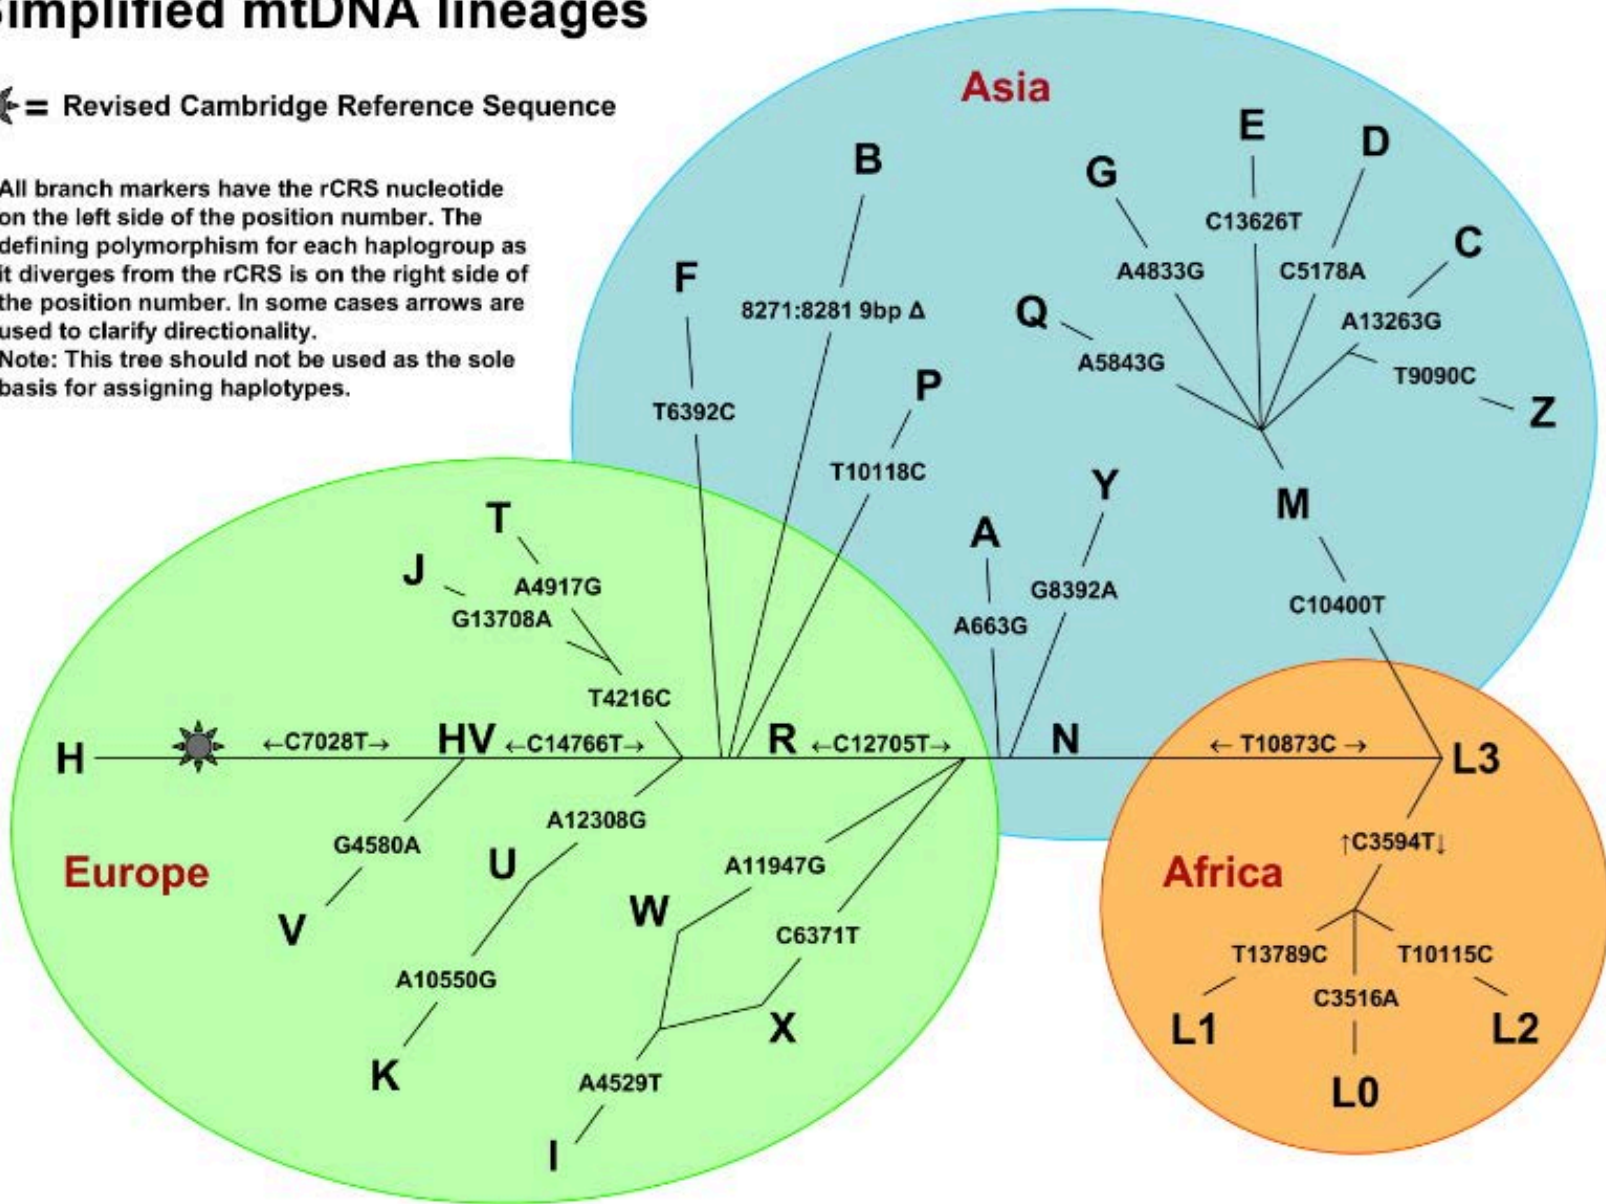 Simplified mtDNA lineages
= Revised Cambridge Reference Sequence
All branch markers have the rCRS nucleotide
on the left side of the position number. The
defining polymorphism for each haplogroup as
it diverges from the rCRS is on the right side of
the position number. In some cases arrows are
used to clarify directionality.
Note: This tree should not be used as the sole
basis for assigning haplotypes.
Asia
B
E
D
G
C13626T
C
F
A4833G
C5178A
8271:8281 9bp Δ
Q
A13263G
A5843G
T9090C
P
T6392C
Z
T10118C
Y
M
A
T
J
A4917G
G13708A
G8392A
A663G
C10400T
T4216C
H
←C7028T→
HV
←C14766T→
R
←C12705T→
N
← T10873C →
L3
A12308G
G4580A
U
Europe
V
A11947G
W
C6371T
↑C3594T↓
Africa
T13789C
T10115C
C3516A
A10550G
X
L1
L2
K
A4529T
L0
I